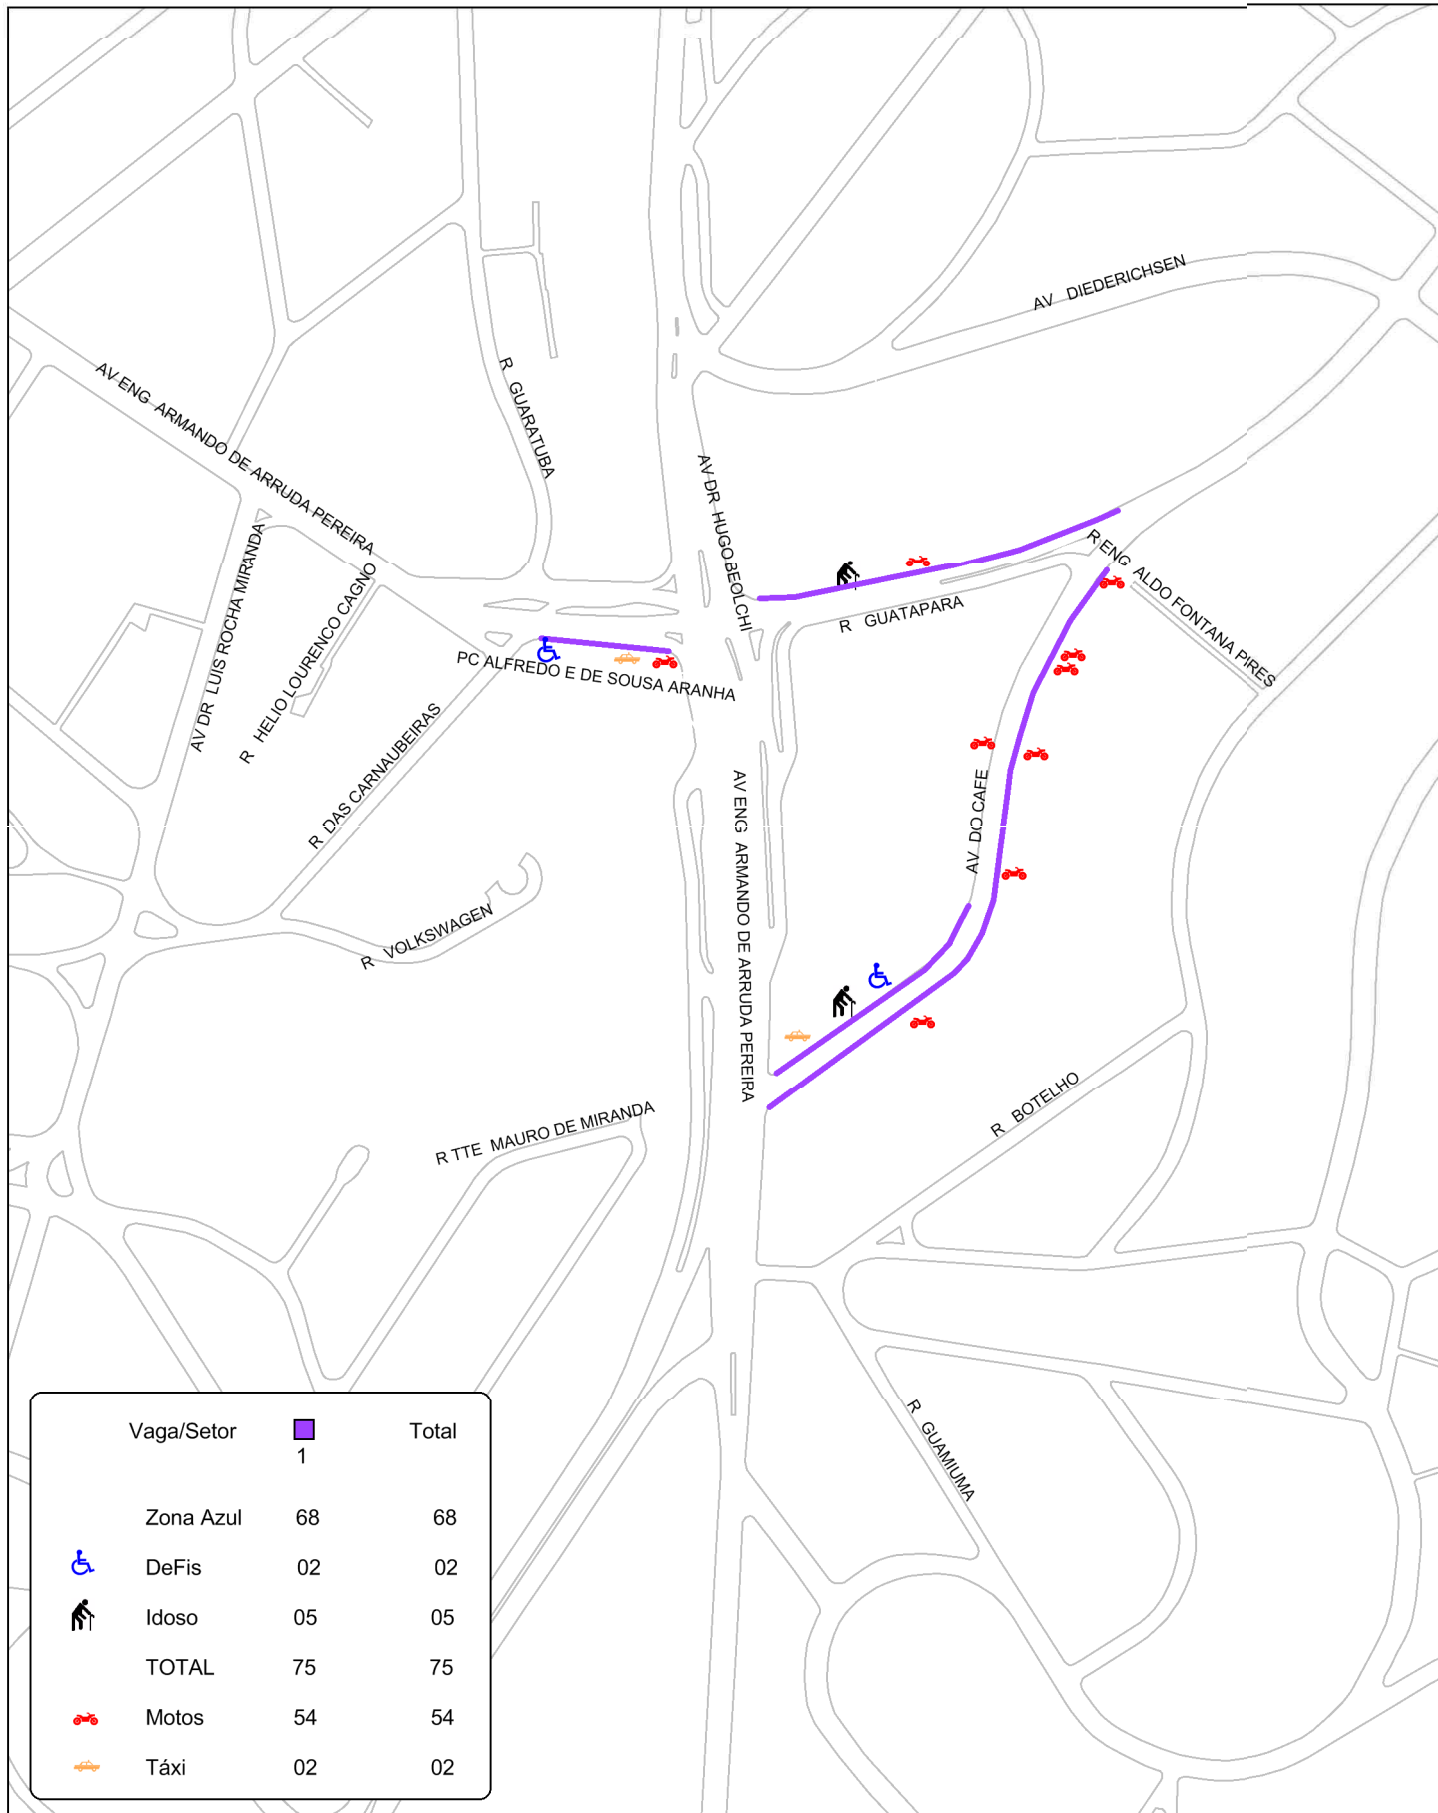 AV DIEDERICHSEN
AV ENG ARMANDO DE ARRUDA PEREIRA
R GUARATUBA
AV DR HUGO BEOLCHI
AV DR LUIS ROCHA MIRANDA
R HELIO LOURENCO CAGNO
R ENG ALDO FONTANA PIRES
R GUATAPARA
PC ALFREDO E DE SOUSA ARANHA
R DAS CARNAUBEIRAS
AV ENG ARMANDO DE ARRUDA PEREIRA
AV DO CAFE
R VOLKSWAGEN
R BOTELHO
R TTE MAURO DE MIRANDA
R GUAMIUMA
Vaga/Setor Total
1
Zona Azul 68 68
DeFis 02 02
Idoso 05 05
TOTAL 75 75
Motos 54 54
Táxi 02 02